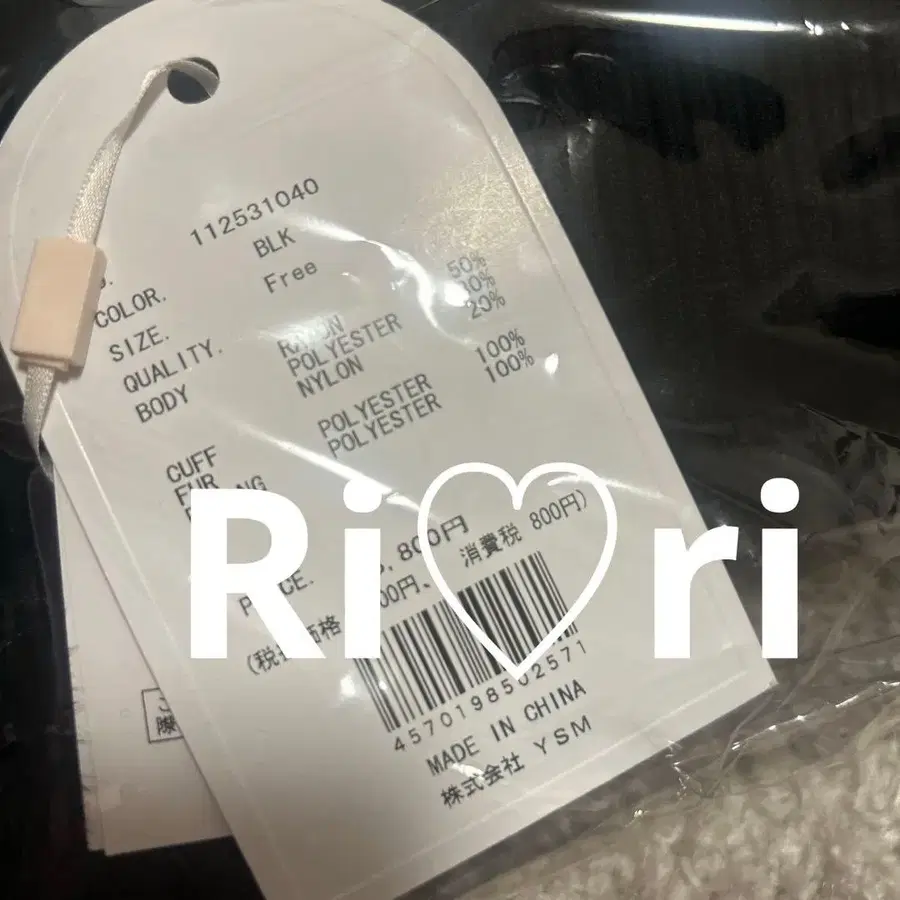 112531040
COLOR. BLK
SIZE. Free
QUALITY.
BODY RAYON 50%
POLYESTER 30%
NYLON 20%
CUFF POLYESTER 100%
FUR POLYESTER 100%
Ri♡ri
800円
消費税 800円)
4570198502571
MADE IN CHINA
株式会社 YSM